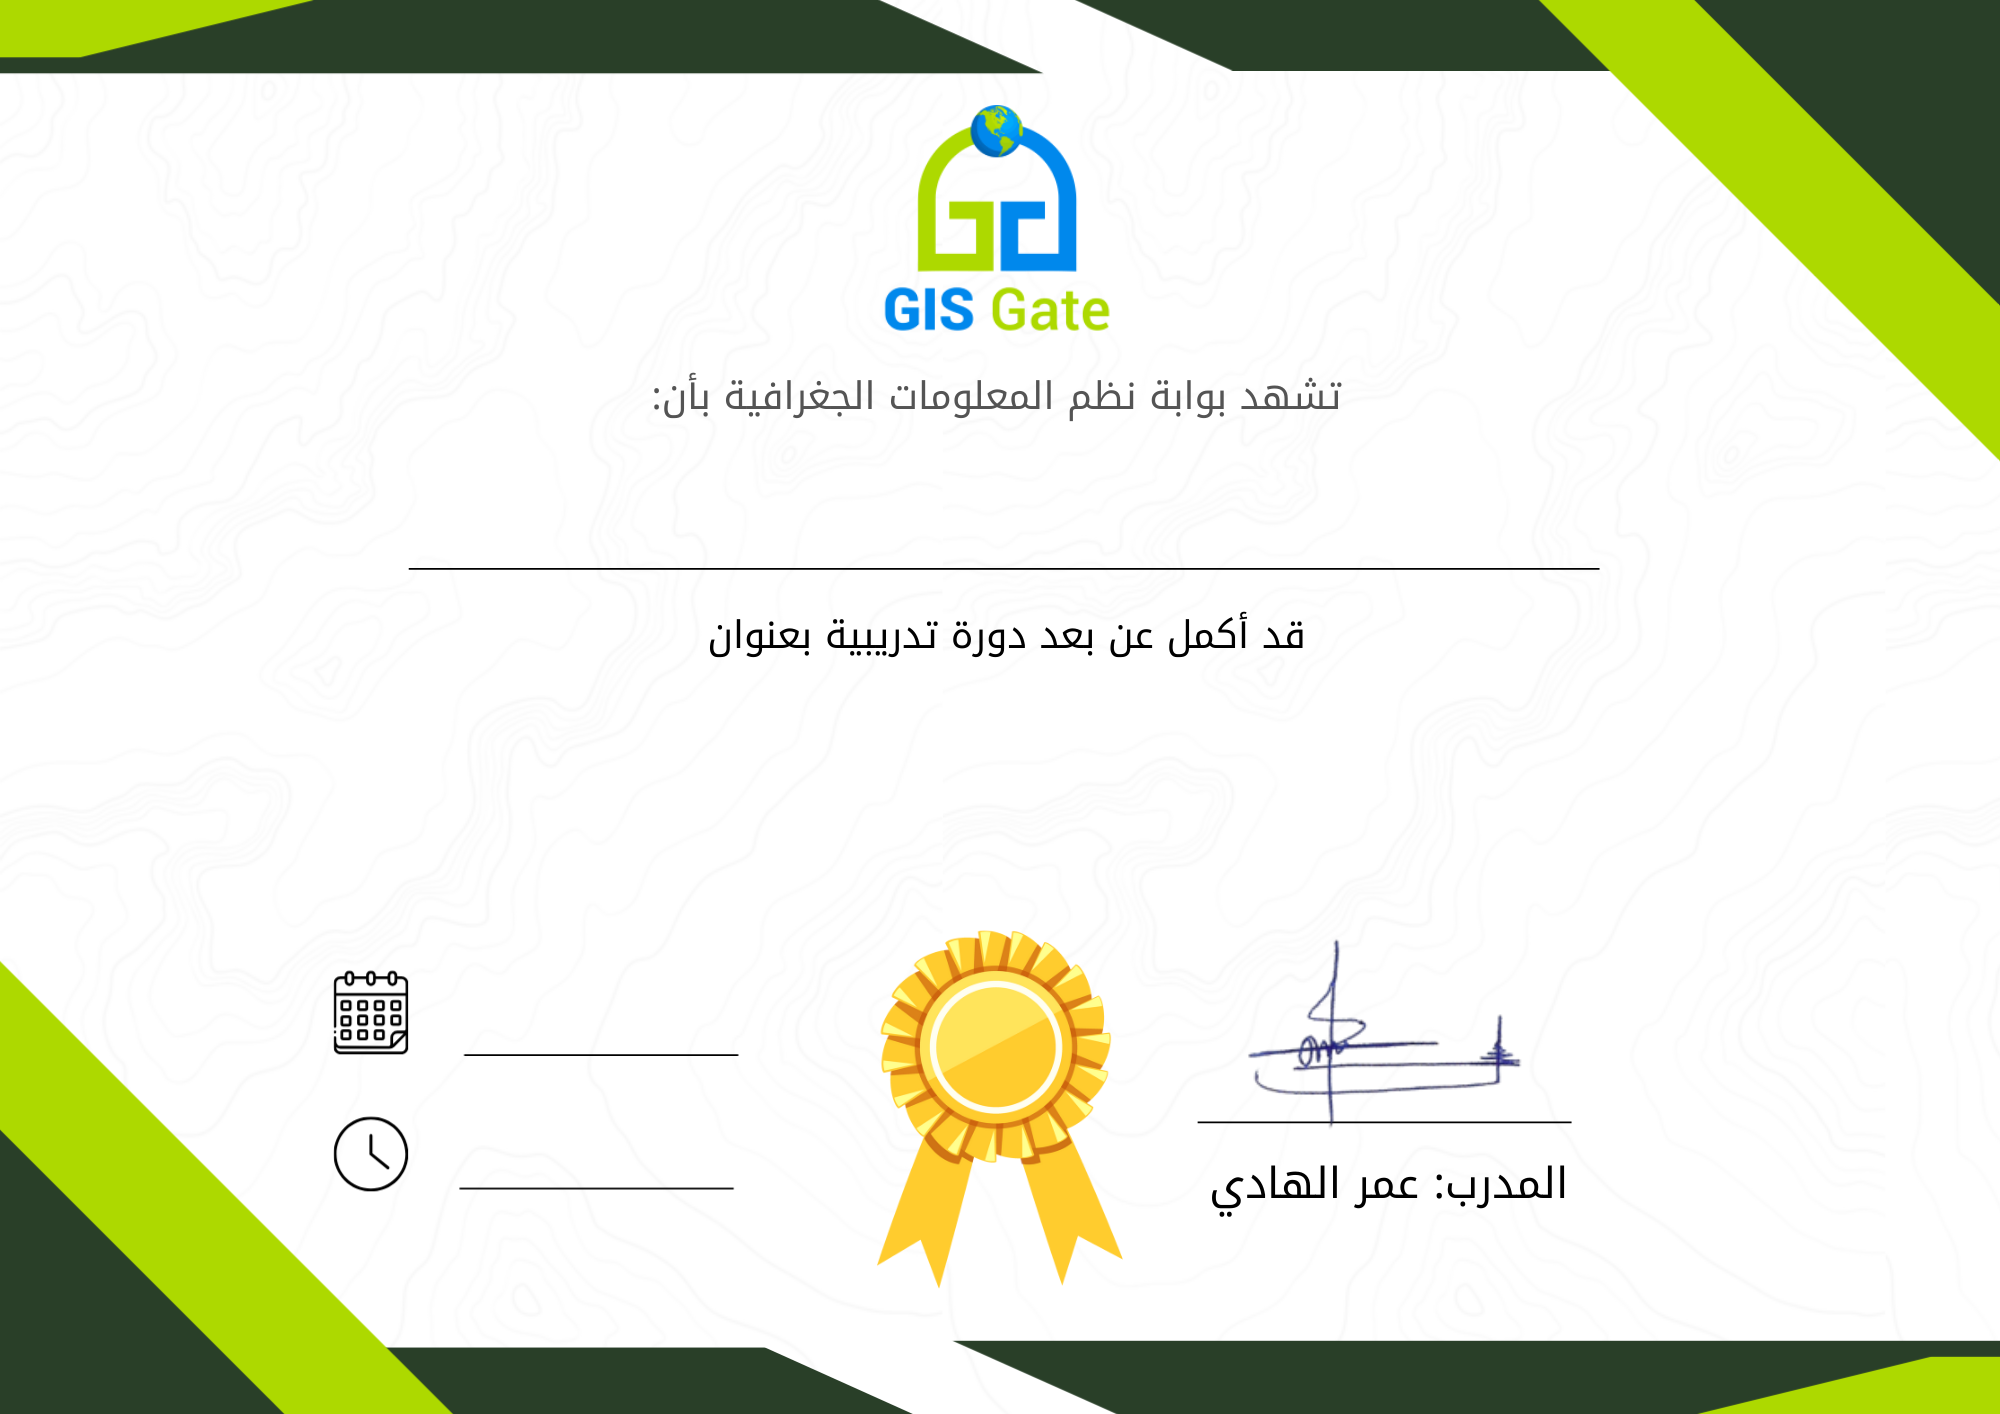 GIS Gate
تشهد بوابة نظم المعلومات الجغرافية بأن:
قد أكمل عن بعد دورة تدريبية بعنوان
المدرب: عمر الهادي